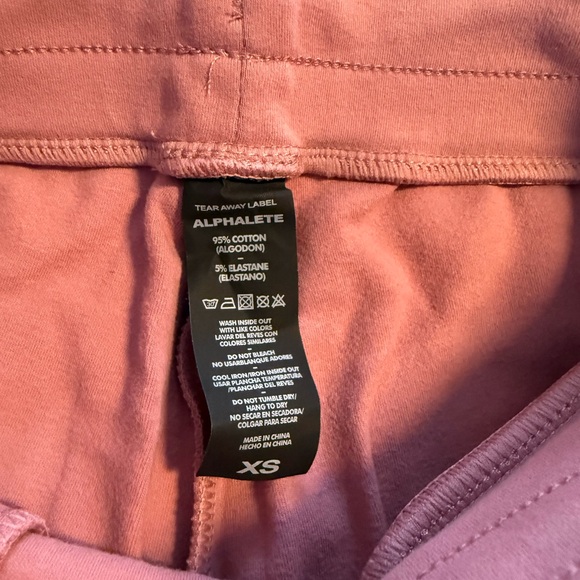 TEAR AWAY LABEL
ALPHALETE
95% COTTON
(ALGODON)
–
5% ELASTANE
(ELASTANO)
–
WASH INSIDE OUT
WITH LIKE COLORS
LAVAR DEL REVES CON
COLORES SIMILARES
–
DO NOT BLEACH
NO USARBLANQUE ADORES
–
COOL IRON/IRON INSIDE OUT
USAR PLANCHA TEMPERATURA
/PLANCHAR DEL REVES
–
DO NOT TUMBLE DRY/
HANG TO DRY
NO SECAR EN SECADORA/
COLGAR PARA SECAR
–
MADE IN CHINA
HECHO EN CHINA
XS